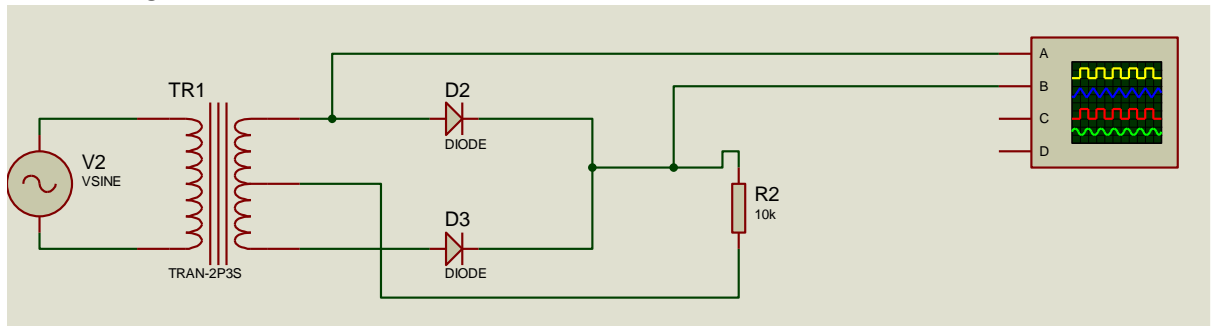 TR1
TRAN-2P3S
V2
VSINE
D2
DIODE
D3
DIODE
R2
10k
A
B
C
D